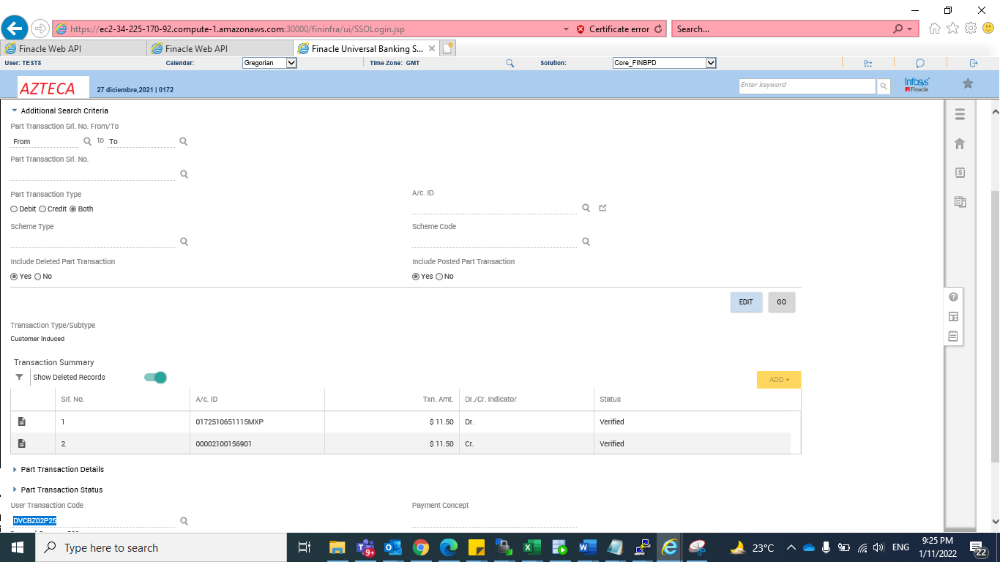 https://ec2-34-225-170-92.compute-1.amazonaws.com:30000/fininfra/ui/SSOLogin.jsp Certificate error Search...
Finacle Web API Finacle Web API Finacle Universal Banking S...
User: TEST8 Calendar: Gregorian Time Zone: GMT Solution: Core_FINBPD
AZTECA 27 diciembre,2021 | 0172 Enter keyword Infosys Finacle
Additional Search Criteria
Part Transaction Srl. No. From/To
From to To
Part Transaction Srl. No.
Part Transaction Type A/c. ID
Debit Credit Both
Scheme Type Scheme Code
Include Deleted Part Transaction Include Posted Part Transaction
Yes No Yes No
EDIT GO
Transaction Type/Subtype
Customer Induced
Transaction Summary
Show Deleted Records
ADD +
Srl. No. A/c. ID Txn. Amt. Dr./Cr. Indicator Status
1 0172510651115MXP $ 11.50 Dr. Verified
2 00002100156901 $ 11.50 Cr. Verified
Part Transaction Details
Part Transaction Status
User Transaction Code Payment Concept
DVCBZ02P25
Type here to search 9+ 23°C ENG 9:25 PM
1/11/2022 22